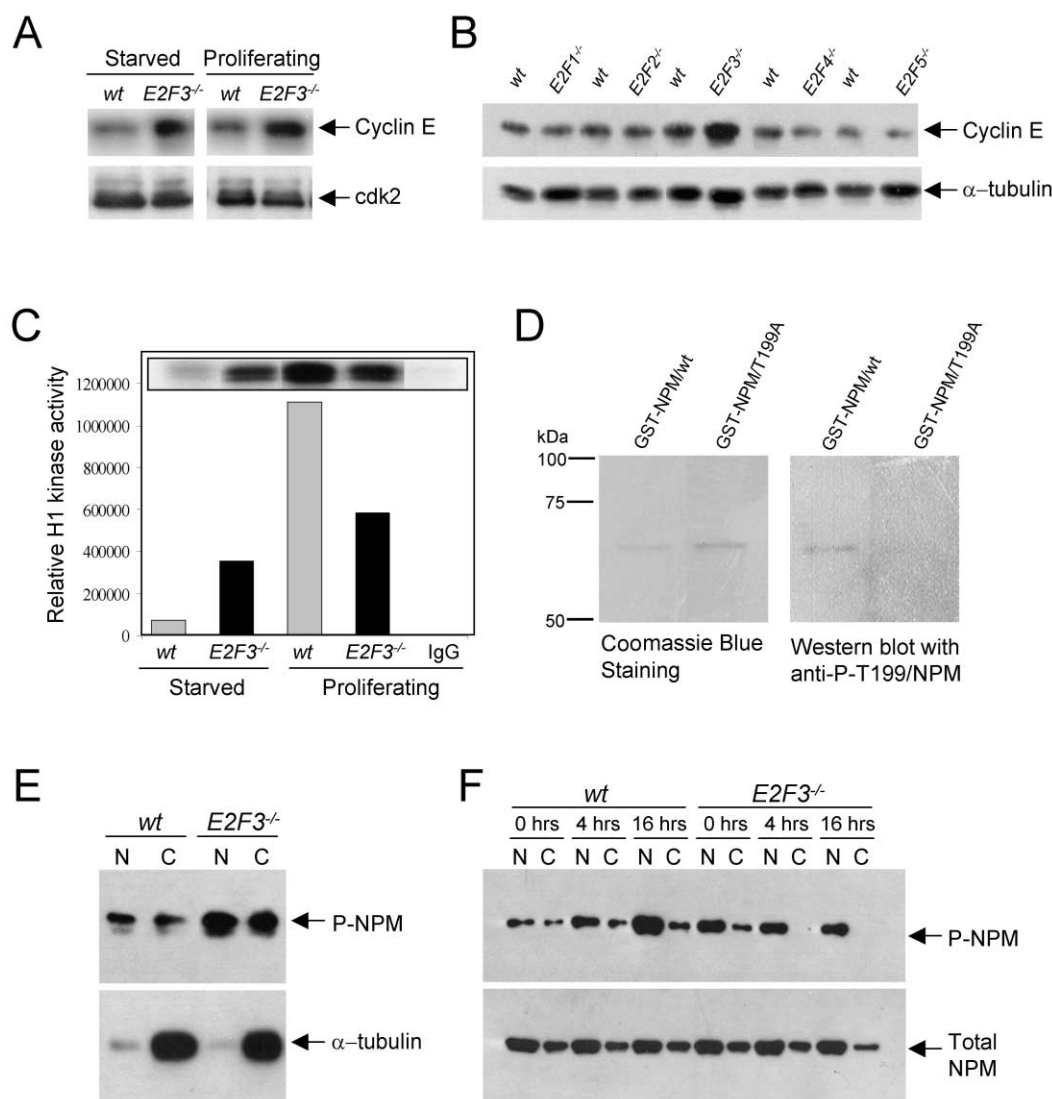 A
Starved Proliferating
wt E2F3-/- wt E2F3-/-
Cyclin E
cdk2
B
wt E2F1-/- wt E2F2-/- wt E2F3-/- wt E2F4-/- wt E2F5-/-
Cyclin E
α–tubulin
C
Relative H1 kinase activity
1200000
1000000
800000
600000
400000
200000
0
wt E2F3-/- wt E2F3-/- IgG
Starved Proliferating
D
GST-NPM/wt GST-NPM/T199A GST-NPM/wt GST-NPM/T199A
kDa
100
75
50
Coomassie Blue
Staining
Western blot with
anti-P-T199/NPM
E
wt E2F3-/-
N C N C
P-NPM
α–tubulin
F
wt E2F3-/-
0 hrs 4 hrs 16 hrs 0 hrs 4 hrs 16 hrs
N C N C N C N C N C N C
P-NPM
Total
NPM